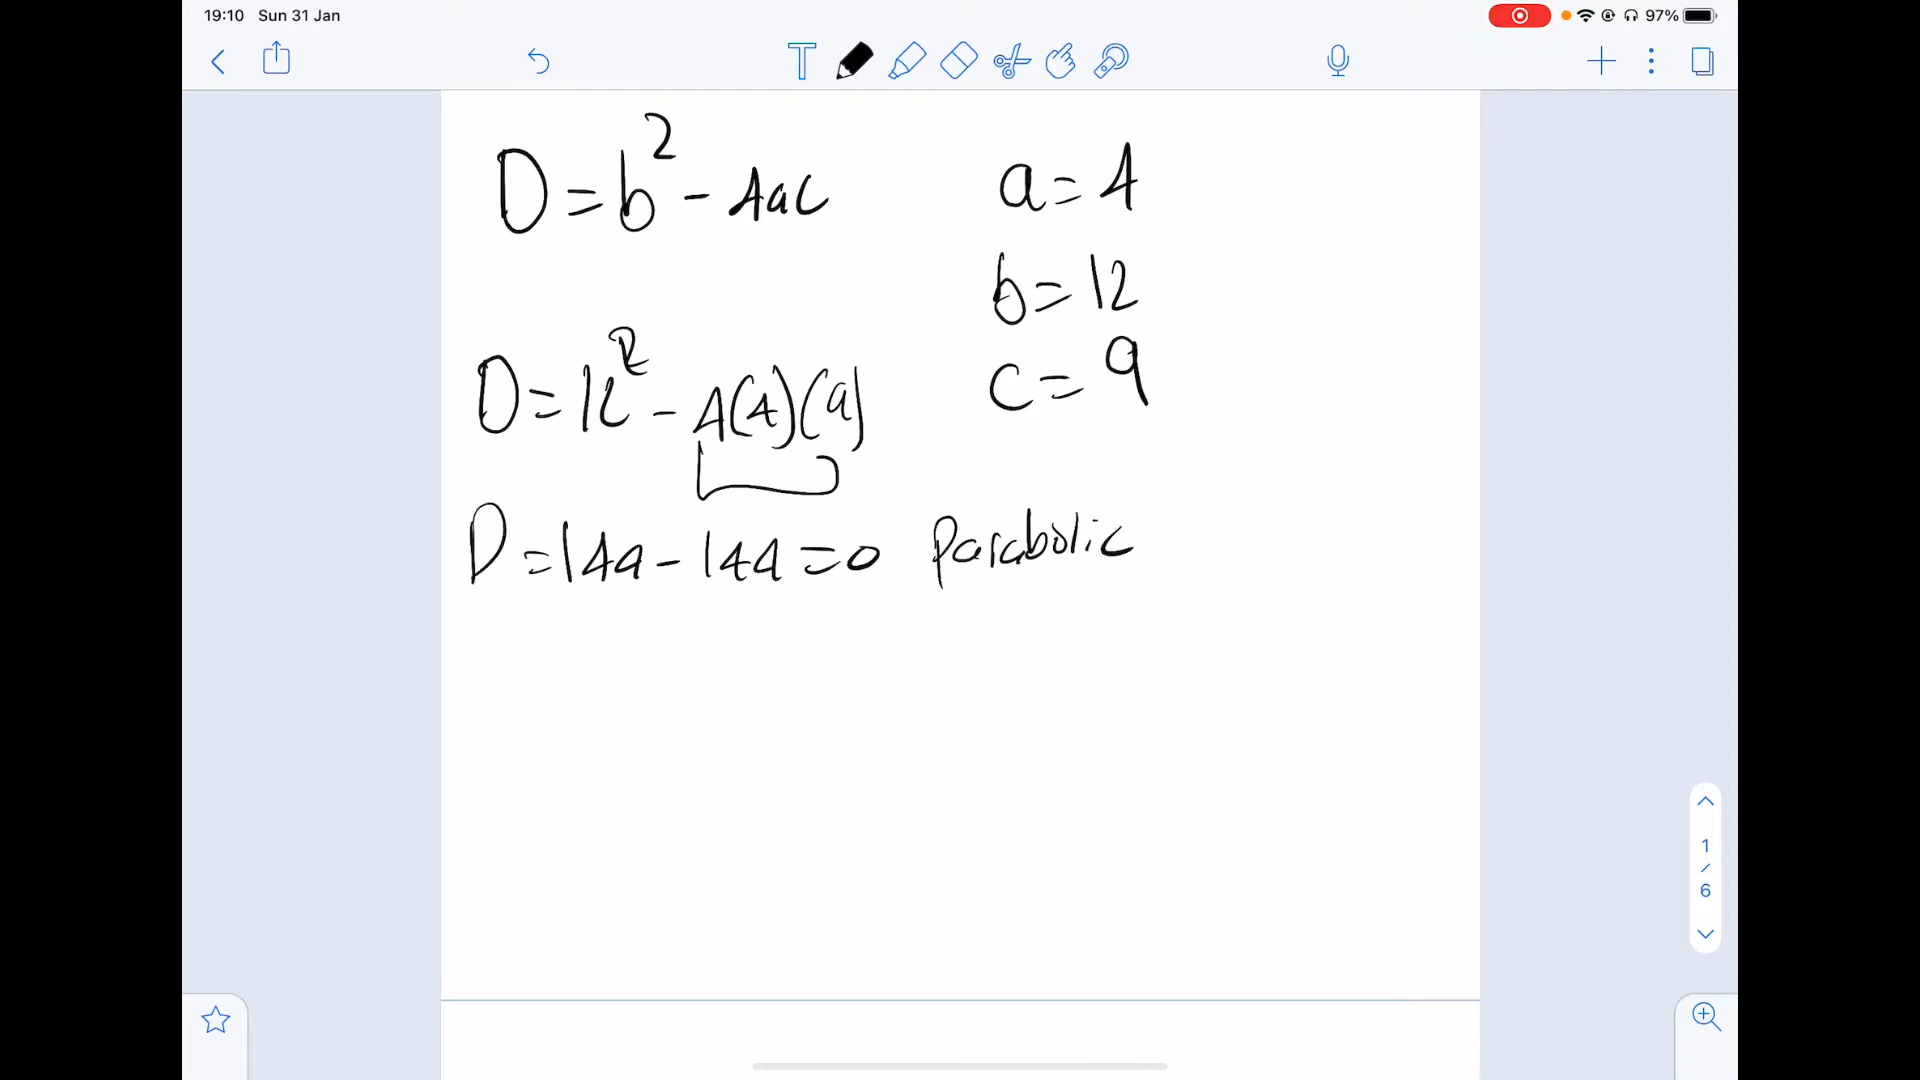 19:10 Sun 31 Jan
97%
T
D = b² - 4ac
a = 4
b = 12
c = 9
D = 12² - 4(4)(9)
D = 144 - 144 = 0 Parabolic
1
/
6